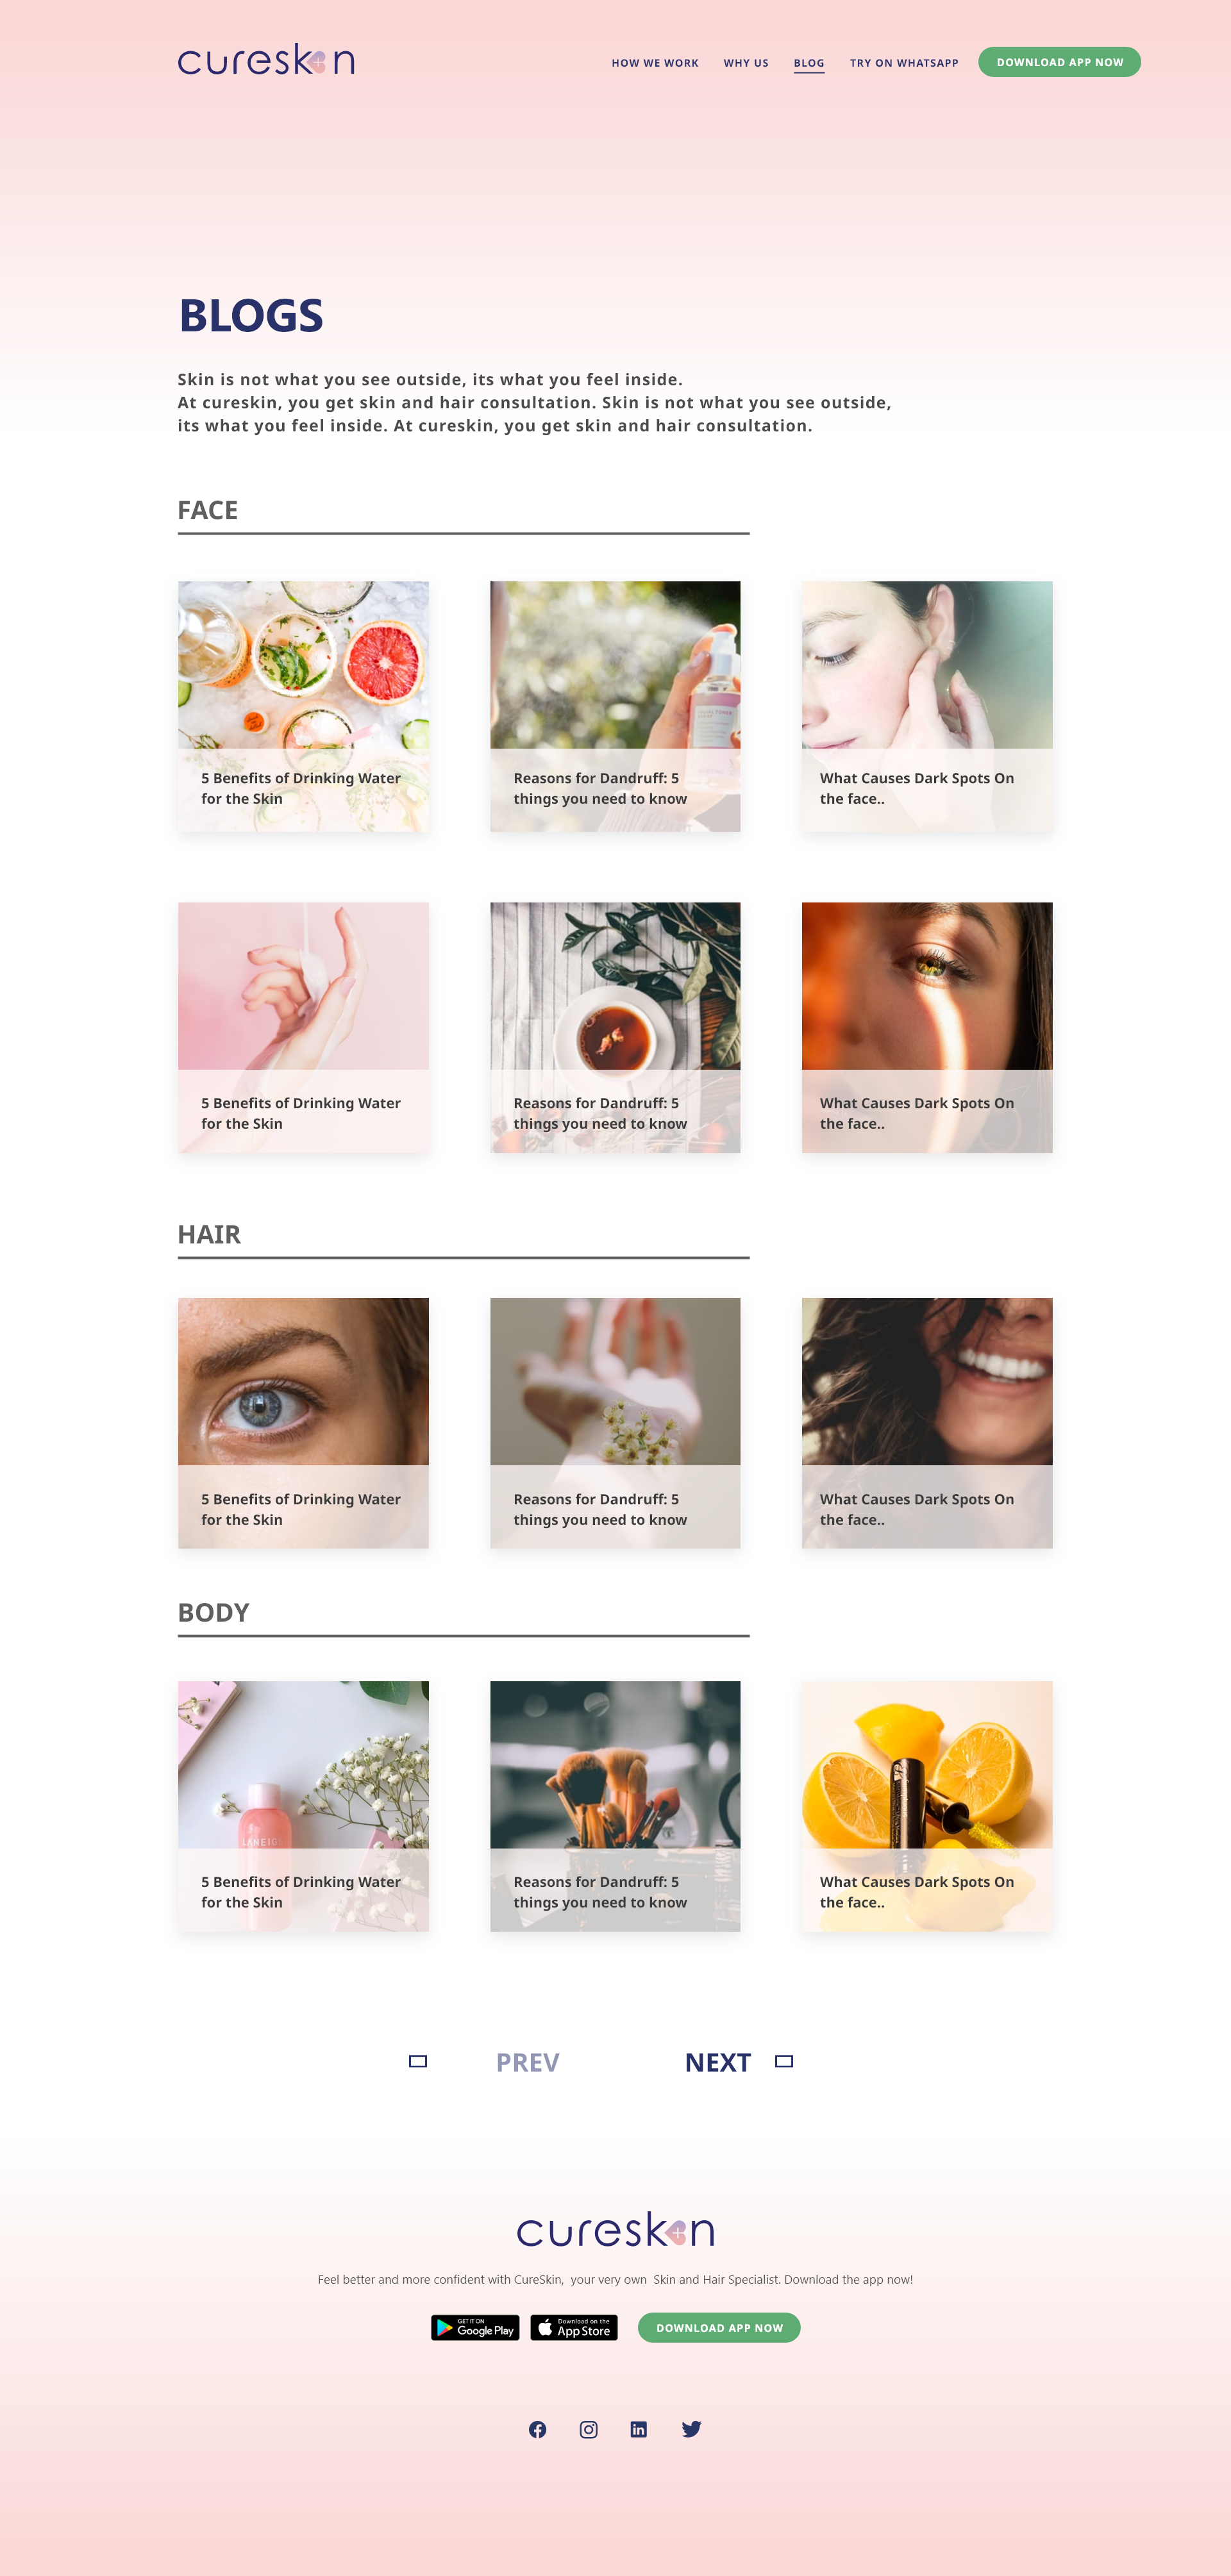 cureskin
HOW WE WORK
WHY US
BLOG
TRY ON WHATSAPP
DOWNLOAD APP NOW
BLOGS
Skin is not what you see outside, its what you feel inside.
At cureskin, you get skin and hair consultation. Skin is not what you see outside,
its what you feel inside. At cureskin, you get skin and hair consultation.
FACE
5 Benefits of Drinking Water
for the Skin
Reasons for Dandruff: 5
things you need to know
What Causes Dark Spots On
the face..
5 Benefits of Drinking Water
for the Skin
Reasons for Dandruff: 5
things you need to know
What Causes Dark Spots On
the face..
HAIR
5 Benefits of Drinking Water
for the Skin
Reasons for Dandruff: 5
things you need to know
What Causes Dark Spots On
the face..
BODY
LANEIG
5 Benefits of Drinking Water
for the Skin
Reasons for Dandruff: 5
things you need to know
What Causes Dark Spots On
the face..
PREV
NEXT
cureskin
Feel better and more confident with CureSkin, your very own Skin and Hair Specialist. Download the app now!
GET IT ON
Google Play
Download on the
App Store
DOWNLOAD APP NOW